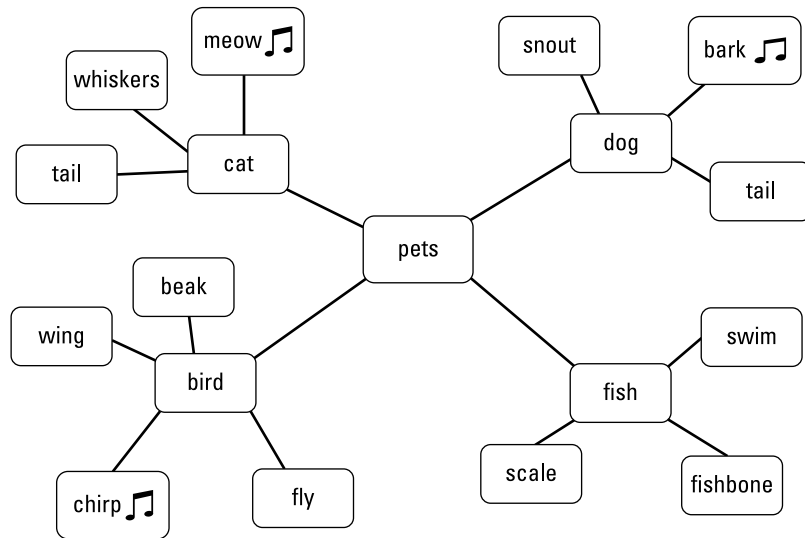 meow
snout
bark
whiskers
dog
tail
cat
tail
pets
beak
wing
swim
bird
fish
scale
fishbone
chirp
fly